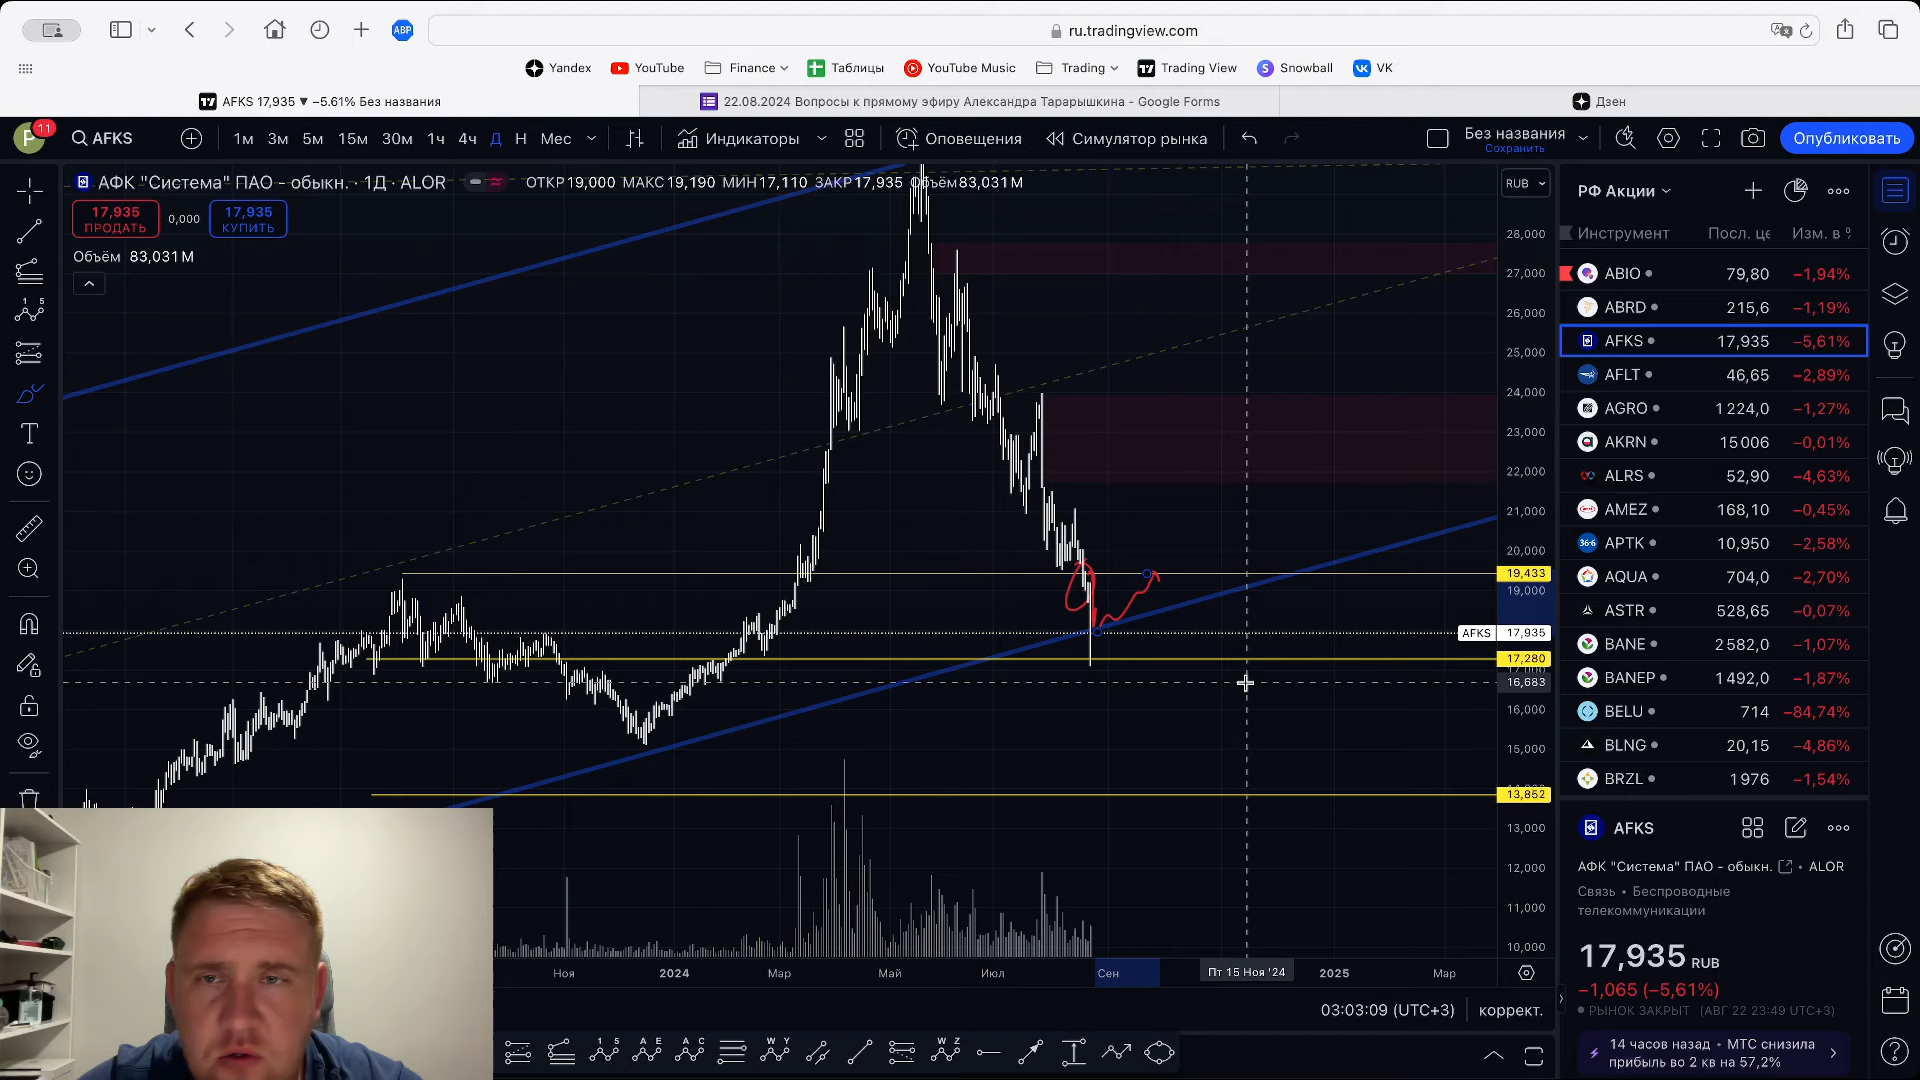 ABP
ru.tradingview.com
Yandex
YouTube
Finance
Таблицы
YouTube Music
Trading
Trading View
Snowball
VK
AFKS 17,935 ▼ −5.61% Без названия
22.08.2024 Вопросы к прямому эфиру Александра Тарарышкина - Google Forms
Дзен
P
11
AFKS
1м 3м 5м 15м 30м 1ч 4ч Д Н Мес
Индикаторы
Оповещения
Симулятор рынка
Без названия
Сохранить
Опубликовать
АФК "Система" ПАО - обыкн. · 1Д · ALOR
ОТКР 19,000 МАКС 19,190 МИН 17,110 ЗАКР 17,935 Объём 83,031 M
17,935
ПРОДАТЬ
0,000
17,935
КУПИТЬ
Объём 83,031 M
RUB
28,000
27,000
26,000
25,000
24,000
23,000
22,000
21,000
20,000
19,433
19,000
AFKS 17,935
17,280
16,683
16,000
15,000
13,852
13,000
12,000
11,000
10,000
Ноя
2024
Мар
Май
Июл
Сен
Пт 15 Ноя '24
2025
Мар
03:03:09 (UTC+3)
коррект.
РФ Акции
Инструмент Посл. це Изм. в %
ABIO 79,80 −1,94%
ABRD 215,6 −1,19%
AFKS 17,935 −5,61%
AFLT 46,65 −2,89%
AGRO 1 224,0 −1,27%
AKRN 15 006 −0,01%
ALRS 52,90 −4,63%
AMEZ 168,10 −0,45%
APTK 10,950 −2,58%
AQUA 704,0 −2,70%
ASTR 528,65 −0,07%
BANE 2 582,0 −1,07%
BANEP 1 492,0 −1,87%
BELU 714 −84,74%
BLNG 20,15 −4,86%
BRZL 1 976 −1,54%
AFKS
АФК "Система" ПАО - обыкн. • ALOR
Связь • Беспроводные
телекоммуникации
17,935 RUB
−1,065 (−5,61%)
РЫНОК ЗАКРЫТ (АВГ 22 23:49 UTC+3)
14 часов назад • МТС снизила
прибыль во 2 кв на 57,2%